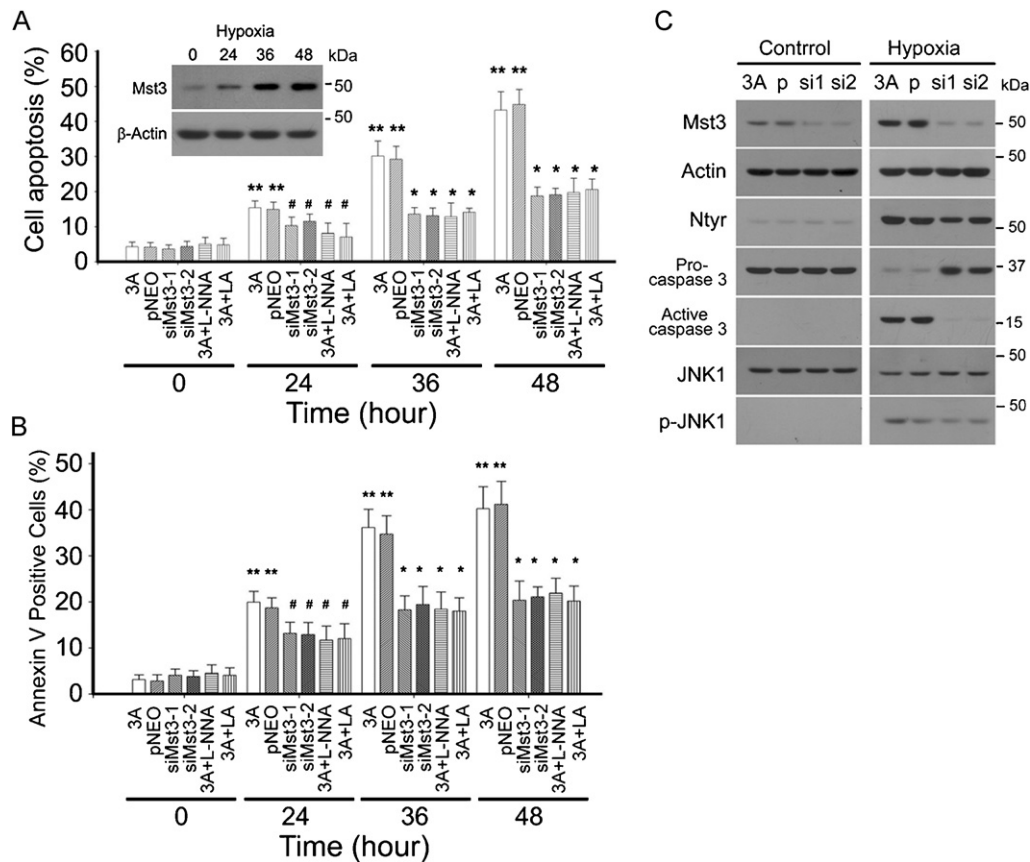 A
Cell apoptosis (%)
60
50
40
30
20
10
0
Hypoxia
0 24 36 48 kDa
Mst3
50
β-Actin
50
** **
** ** # # # #
** ** * * * *
** ** * * * *
3A pNEO siMst3-1 siMst3-2 3A+L-NNA 3A+LA
3A pNEO siMst3-1 siMst3-2 3A+L-NNA 3A+LA
3A pNEO siMst3-1 siMst3-2 3A+L-NNA 3A+LA
3A pNEO siMst3-1 siMst3-2 3A+L-NNA 3A+LA
0 24 36 48
Time (hour)
B
Annexin V Positive Cells (%)
50
40
30
20
10
0
** ** # # # #
** ** * * * *
** ** * * * *
3A pNEO siMst3-1 siMst3-2 3A+L-NNA 3A+LA
3A pNEO siMst3-1 siMst3-2 3A+L-NNA 3A+LA
3A pNEO siMst3-1 siMst3-2 3A+L-NNA 3A+LA
3A pNEO siMst3-1 siMst3-2 3A+L-NNA 3A+LA
0 24 36 48
Time (hour)
C
Contrrol Hypoxia
3A p si1 si2 3A p si1 si2 kDa
Mst3
50
50
Actin
Ntyr
50
Pro-
caspase 3
37
Active
caspase 3
15
50
JNK1
50
p-JNK1